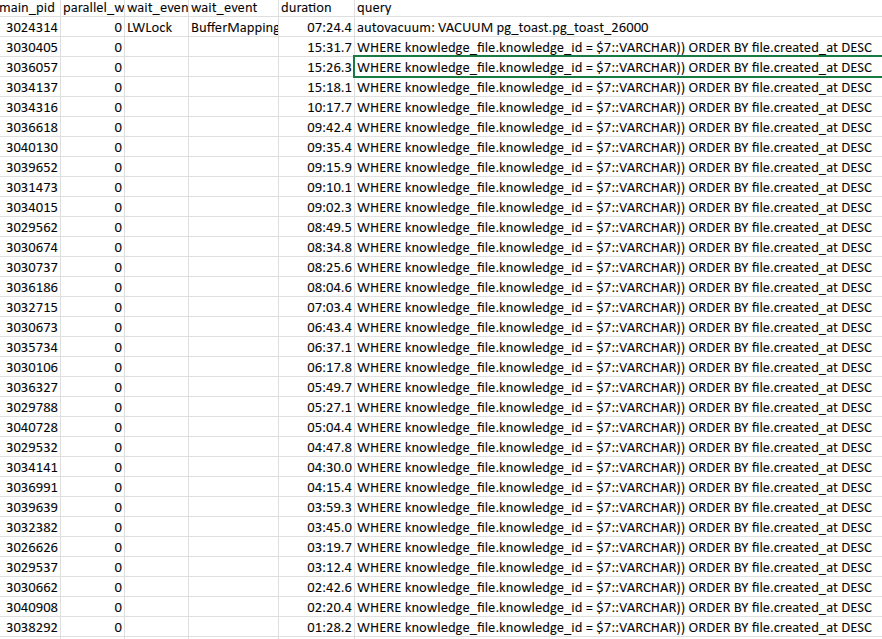 main_pid parallel_w wait_even wait_event duration query
3024314 0 LWLock BufferMapping 07:24.4 autovacuum: VACUUM pg_toast.pg_toast_26000
3030405 0 15:31.7 WHERE knowledge_file.knowledge_id = $7::VARCHAR)) ORDER BY file.created_at DESC
3036057 0 15:26.3 WHERE knowledge_file.knowledge_id = $7::VARCHAR)) ORDER BY file.created_at DESC
3034137 0 15:18.1 WHERE knowledge_file.knowledge_id = $7::VARCHAR)) ORDER BY file.created_at DESC
3034316 0 10:17.7 WHERE knowledge_file.knowledge_id = $7::VARCHAR)) ORDER BY file.created_at DESC
3036618 0 09:42.4 WHERE knowledge_file.knowledge_id = $7::VARCHAR)) ORDER BY file.created_at DESC
3040130 0 09:35.4 WHERE knowledge_file.knowledge_id = $7::VARCHAR)) ORDER BY file.created_at DESC
3039652 0 09:15.9 WHERE knowledge_file.knowledge_id = $7::VARCHAR)) ORDER BY file.created_at DESC
3031473 0 09:10.1 WHERE knowledge_file.knowledge_id = $7::VARCHAR)) ORDER BY file.created_at DESC
3034015 0 09:02.3 WHERE knowledge_file.knowledge_id = $7::VARCHAR)) ORDER BY file.created_at DESC
3029562 0 08:49.5 WHERE knowledge_file.knowledge_id = $7::VARCHAR)) ORDER BY file.created_at DESC
3030674 0 08:34.8 WHERE knowledge_file.knowledge_id = $7::VARCHAR)) ORDER BY file.created_at DESC
3030737 0 08:25.6 WHERE knowledge_file.knowledge_id = $7::VARCHAR)) ORDER BY file.created_at DESC
3036186 0 08:04.6 WHERE knowledge_file.knowledge_id = $7::VARCHAR)) ORDER BY file.created_at DESC
3032715 0 07:03.4 WHERE knowledge_file.knowledge_id = $7::VARCHAR)) ORDER BY file.created_at DESC
3030673 0 06:43.4 WHERE knowledge_file.knowledge_id = $7::VARCHAR)) ORDER BY file.created_at DESC
3035734 0 06:37.1 WHERE knowledge_file.knowledge_id = $7::VARCHAR)) ORDER BY file.created_at DESC
3030106 0 06:17.8 WHERE knowledge_file.knowledge_id = $7::VARCHAR)) ORDER BY file.created_at DESC
3036327 0 05:49.7 WHERE knowledge_file.knowledge_id = $7::VARCHAR)) ORDER BY file.created_at DESC
3029788 0 05:27.1 WHERE knowledge_file.knowledge_id = $7::VARCHAR)) ORDER BY file.created_at DESC
3040728 0 05:04.4 WHERE knowledge_file.knowledge_id = $7::VARCHAR)) ORDER BY file.created_at DESC
3029532 0 04:47.8 WHERE knowledge_file.knowledge_id = $7::VARCHAR)) ORDER BY file.created_at DESC
3034141 0 04:30.0 WHERE knowledge_file.knowledge_id = $7::VARCHAR)) ORDER BY file.created_at DESC
3036991 0 04:15.4 WHERE knowledge_file.knowledge_id = $7::VARCHAR)) ORDER BY file.created_at DESC
3039639 0 03:59.3 WHERE knowledge_file.knowledge_id = $7::VARCHAR)) ORDER BY file.created_at DESC
3032382 0 03:45.0 WHERE knowledge_file.knowledge_id = $7::VARCHAR)) ORDER BY file.created_at DESC
3026626 0 03:19.7 WHERE knowledge_file.knowledge_id = $7::VARCHAR)) ORDER BY file.created_at DESC
3029537 0 03:12.4 WHERE knowledge_file.knowledge_id = $7::VARCHAR)) ORDER BY file.created_at DESC
3030662 0 02:42.6 WHERE knowledge_file.knowledge_id = $7::VARCHAR)) ORDER BY file.created_at DESC
3040908 0 02:20.4 WHERE knowledge_file.knowledge_id = $7::VARCHAR)) ORDER BY file.created_at DESC
3038292 0 01:28.2 WHERE knowledge_file.knowledge_id = $7::VARCHAR)) ORDER BY file.created_at DESC